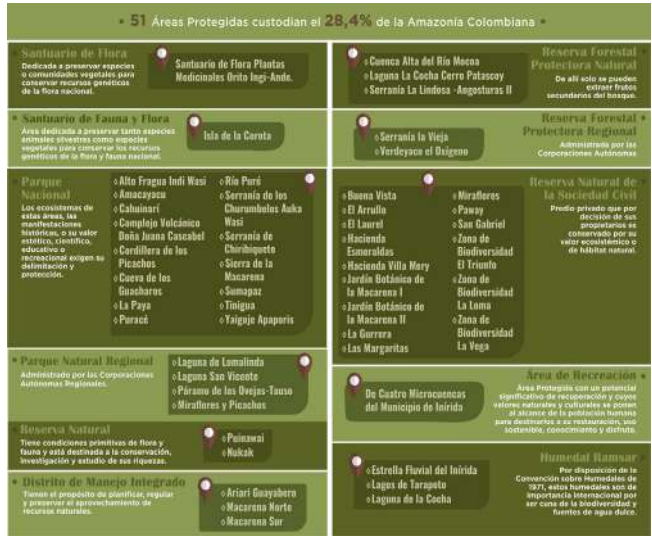 • 51 Áreas Protegidas custodian el 28,4% de la Amazonía Colombiana •
• Santuario de Flora
Dedicada a preservar especies
o comunidades vegetales para
conservar recursos genéticos
de la flora nacional.
Santuario de Flora Plantas
Medicinales Orito Ingi-Ande.
• Santuario de Fauna y Flora
Área dedicada a preservar tanto especies
animales silvestres como especies
vegetales para conservar los recursos
genéticos de la flora y fauna nacional.
Isla de la Corota
• Parque
Nacional
Los ecosistemas de
estas áreas, las
manifestaciones
históricas, o su valor
estético, científico,
educativo o
recreacional exigen su
delimitación y
protección.
Alto Fragua Indi Wasi
Amacayacu
Cahuinarí
Complejo Volcánico
Doña Juana Cascabel
Cordillera de los
Picachos
Cueva de los
Guacharos
La Paya
Puracé
Río Puré
Serranía de los
Churumbelos Auka
Wasi
Serranía de
Chiribiquete
Sierra de la
Macarena
Sumapaz
Tinigua
Yaigoje Apaporis
• Parque Natural Regional
Administrado por las Corporaciones
Autónomas Regionales.
Laguna de Lomalinda
Laguna San Vicente
Páramo de las Ovejas-Tauso
Miraflores y Picachos
• Reserva Natural
Tiene condiciones primitivas de flora y
fauna y está destinada a la conservación,
investigación y estudio de sus riquezas.
Puinawai
Nukak
• Distrito de Manejo Integrado
Tienen el propósito de planificar, regular
y preservar el aprovechamiento de
recursos naturales.
Ariari Guayabero
Macarena Norte
Macarena Sur
Cuenca Alta del Río Mocoa
Laguna La Cocha Cerro Patascoy
Serranía La Lindosa -Angosturas II
Reserva Forestal •
Protectora Natural
De allí solo se pueden
extraer frutos
secundarios del bosque.
Serranía la Vieja
Verdeyaco el Oxígeno
Reserva Forestal •
Protectora Regional
Administrada por las
Corporaciones Autónomas
Buena Vista
El Arrullo
El Laurel
Hacienda
Esmeraldas
Hacienda Villa Mery
Jardín Botánico de
la Macarena I
Jardín Botánico de
la Macarena II
La Gurrera
Las Margaritas
Miraflores
Paway
San Gabriel
Zona de
Biodiversidad
El Triunfo
Zona de
Biodiversidad
La Loma
Zona de
Biodiversidad
La Vega
Reserva Natural de •
la Sociedad Civil
Predio privado que por
decisión de sus
propietarios es
conservado por su
valor ecosistémico o
de hábitat natural.
De Cuatro Microcuencas
del Municipio de Inírida
Área de Recreación •
Área Protegida con un potencial
significativo de recuperación y cuyos
valores naturales y culturales se ponen
al alcance de la población humana
para destinarlos a su restauración, uso
sostenible, conocimiento y disfrute.
Estrella Fluvial del Inírida
Lagos de Tarapoto
Laguna de la Cocha
Humedal Ramsar •
Por disposición de la
Convención sobre Humedales de
1971, estos humedales son de
importancia internacional por
ser cuna de la biodiversidad y
fuentes de agua dulce.